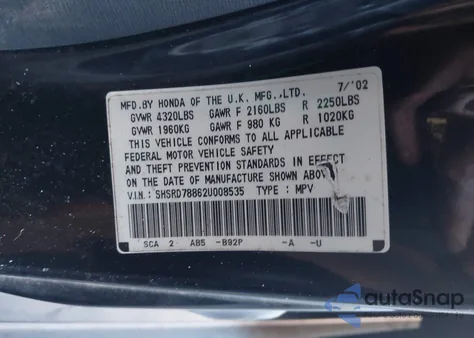 MFD.BY HONDA OF THE U.K. MFG.,LTD. 7/'02
GVWR 4320LBS GAWR F 2160LBS R 2250LBS
GVWR 1960KG GAWR F 980 KG R 1020KG
THIS VEHICLE CONFORMS TO ALL APPLICABLE
FEDERAL MOTOR VEHICLE SAFETY
AND THEFT PREVENTION STANDARDS IN EFFECT
ON THE DATE OF MANUFACTURE SHOWN ABOV
V.I.N.: SHSRD78862U008535 TYPE : MPV
SCA 2 AB5 -B92P -A -U
autoSnap